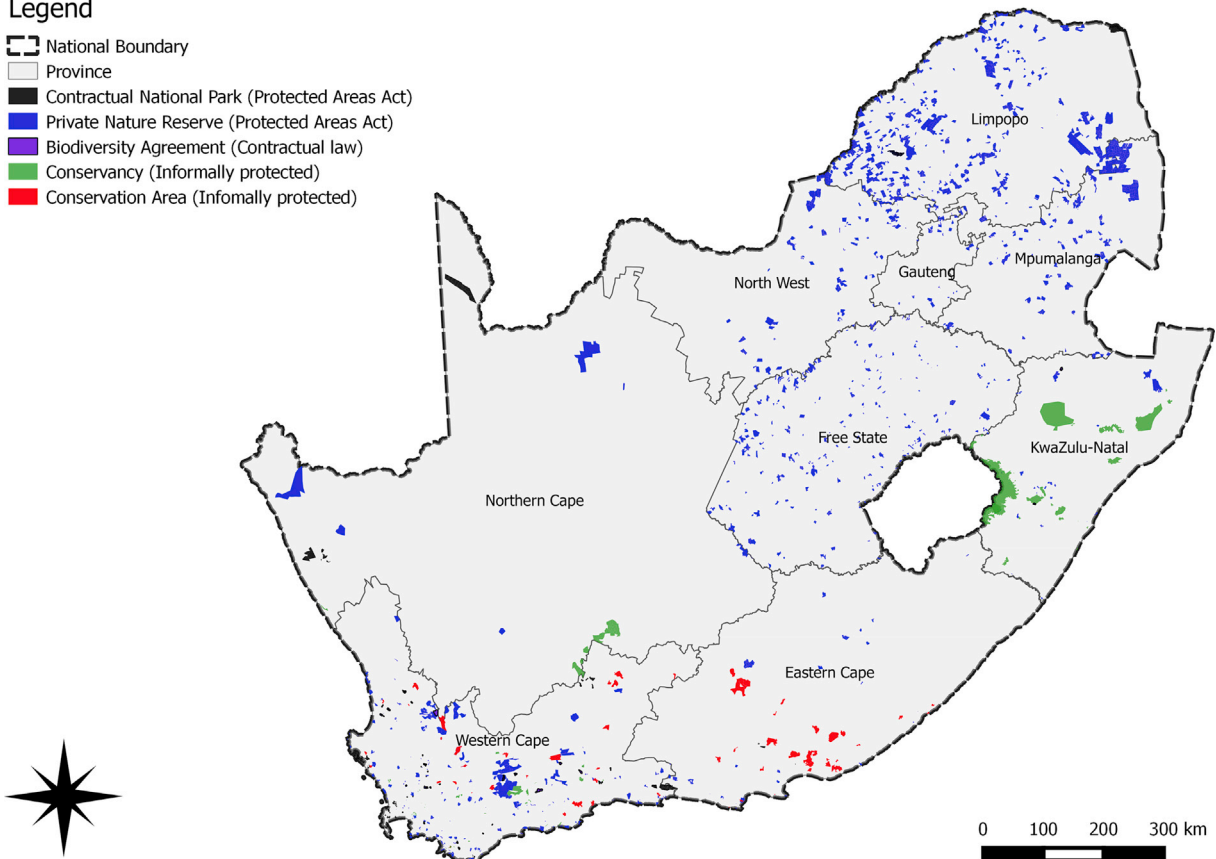 Legend
National Boundary
Province
Contractual National Park (Protected Areas Act)
Private Nature Reserve (Protected Areas Act)
Biodiversity Agreement (Contractual law)
Conservancy (Informally protected)
Conservation Area (Infomally protected)
Limpopo
Mpumalanga
Gauteng
North West
Free State
KwaZulu-Natal
Northern Cape
Eastern Cape
Western Cape
0 100 200 300 km